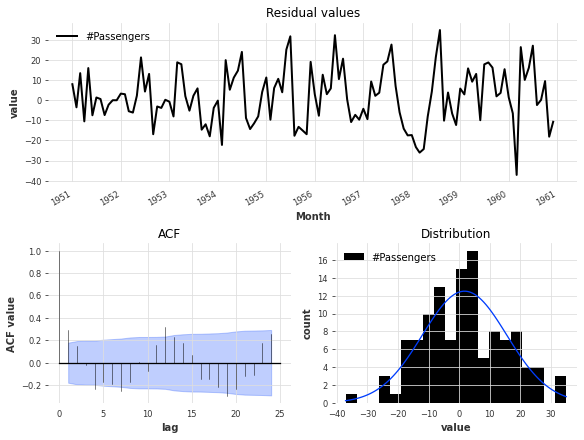 Residual values
#Passengers
30
20
10
0
−10
−20
−30
−40
value
1951 1952 1953 1954 1955 1956 1957 1958 1959 1960 1961
Month
ACF
1.0
0.8
0.6
0.4
0.2
0.0
−0.2
ACF value
0 5 10 15 20 25
lag
Distribution
#Passengers
16
14
12
10
8
6
4
2
0
count
−40 −30 −20 −10 0 10 20 30
value